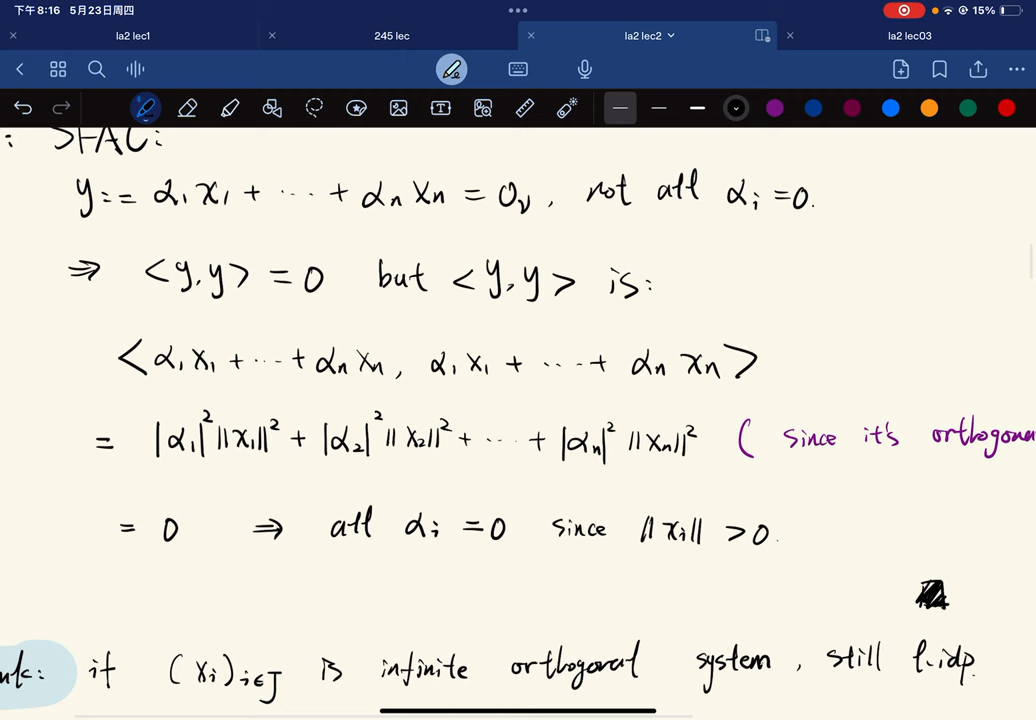 下午8:16 5月23日周四
15%
la2 lec1
245 lec
la2 lec2
la2 lec03
: SFAC:
y := α₁x₁ + ... + αₙxₙ = 0ᵥ, not all αᵢ = 0.
⇒ <y, y> = 0 but <y, y> is:
<α₁x₁ + ... + αₙxₙ, α₁x₁ + ... + αₙxₙ>
= |α₁|²||x₁||² + |α₂|²||x₂||² + ... + |αₙ|²||xₙ||² ( since it's orthogona
= 0 ⇒ all αᵢ = 0 since ||xᵢ|| > 0.
mk: if (xᵢ)ᵢ∈J is infinite orthogoral system, still l.idp.